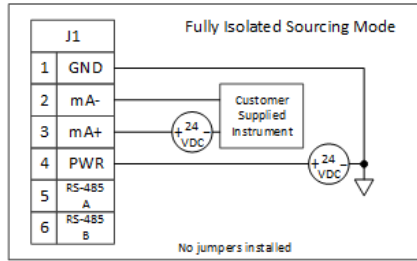 Fully Isolated Sourcing Mode
J1
1 GND
2 mA-
3 mA+
4 PWR
5 RS-485
A
6 RS-485
B
Customer
Supplied
Instrument
+ 24 -
VDC
+ 24 -
VDC
No jumpers installed